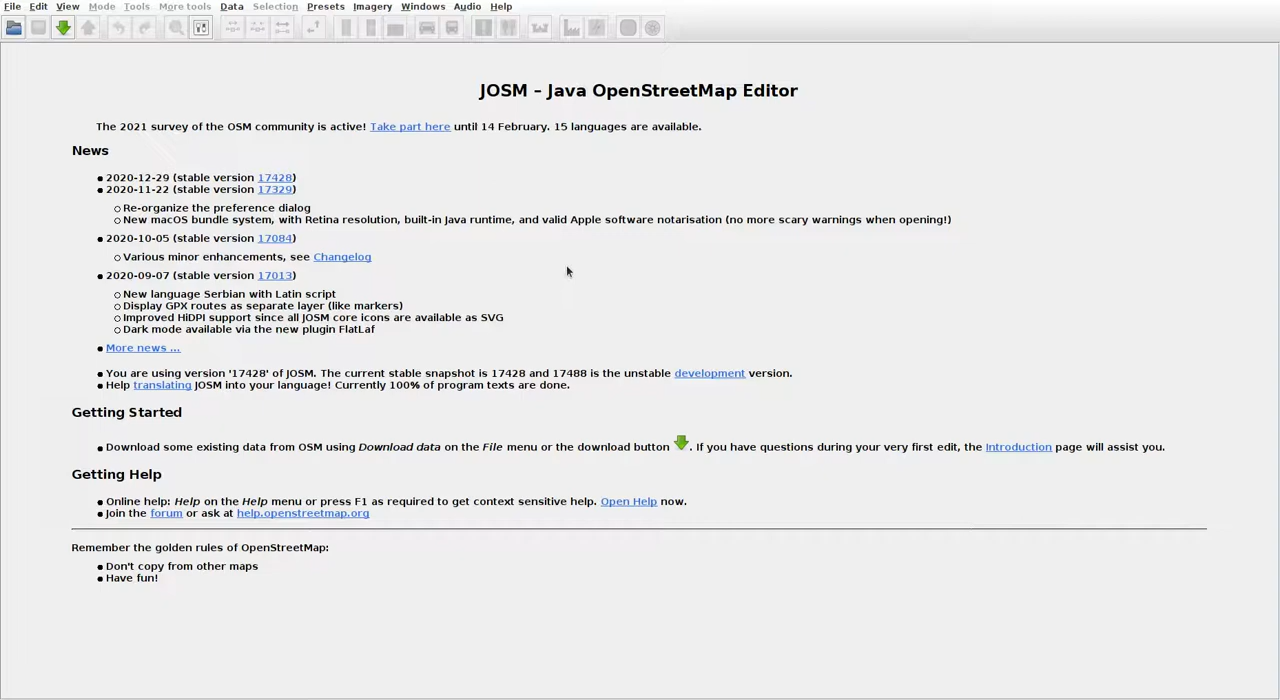 File Edit View Mode Tools More tools Data Selection Presets Imagery Windows Audio Help
JOSM – Java OpenStreetMap Editor
The 2021 survey of the OSM community is active! Take part here until 14 February. 15 languages are available.
News
2020-12-29 (stable version 17428)
2020-11-22 (stable version 17329)
Re-organize the preference dialog
New macOS bundle system, with Retina resolution, built-in Java runtime, and valid Apple software notarisation (no more scary warnings when opening!)
2020-10-05 (stable version 17084)
Various minor enhancements, see Changelog
2020-09-07 (stable version 17013)
New language Serbian with Latin script
Display GPX routes as separate layer (like markers)
Improved HiDPI support since all JOSM core icons are available as SVG
Dark mode available via the new plugin FlatLaf
More news ...
You are using version '17428' of JOSM. The current stable snapshot is 17428 and 17488 is the unstable development version.
Help translating JOSM into your language! Currently 100% of program texts are done.
Getting Started
Download some existing data from OSM using Download data on the File menu or the download button . If you have questions during your very first edit, the Introduction page will assist you.
Getting Help
Online help: Help on the Help menu or press F1 as required to get context sensitive help. Open Help now.
Join the forum or ask at help.openstreetmap.org
Remember the golden rules of OpenStreetMap:
Don't copy from other maps
Have fun!